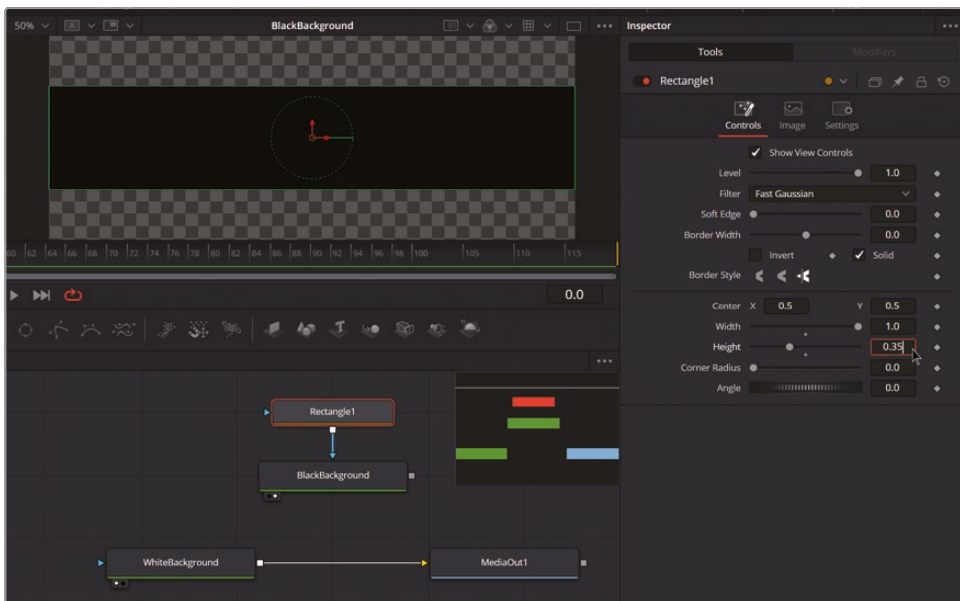 50% A BlackBackground
Inspector
Tools Modifiers
Rectangle1
Controls Image Settings
Show View Controls
Level 1.0
Filter Fast Gaussian
Soft Edge 0.0
Border Width 0.0
Invert Solid
Border Style
Center X 0.5 Y 0.5
Width 1.0
Height 0.35
Corner Radius 0.0
Angle 0.0
60 62 64 66 68 70 72 74 76 78 80 82 84 86 88 90 92 94 96 98 100 105 110 115
0.0
T
Rectangle1
BlackBackground
WhiteBackground MediaOut1